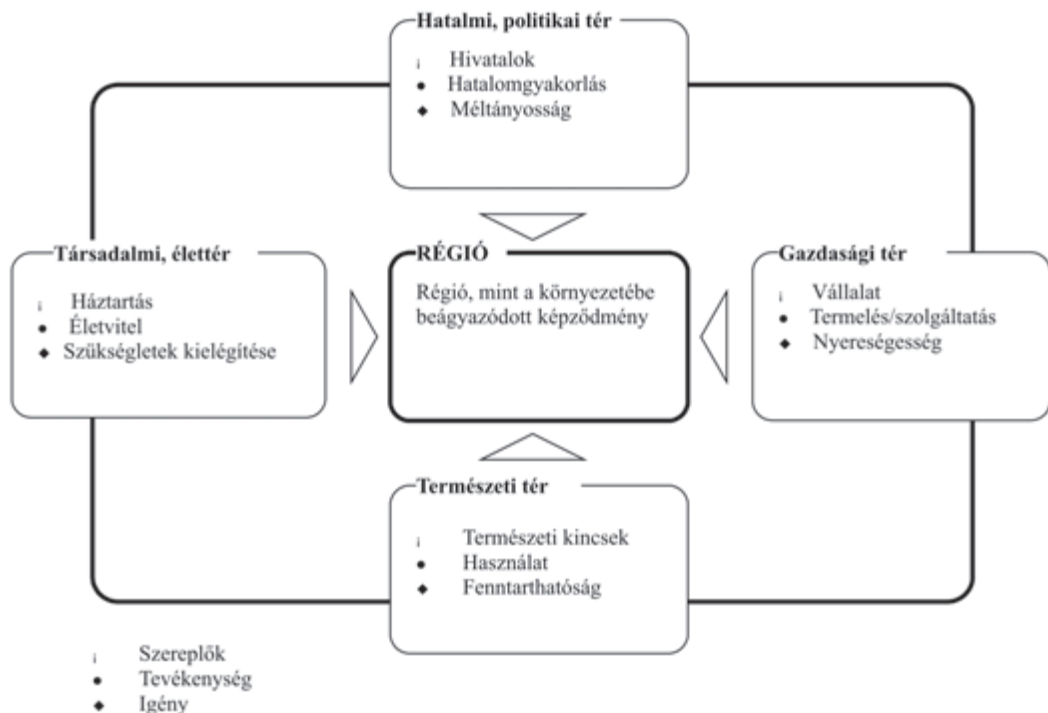 Hatalmi, politikai tér
¡ Hivatalok
● Hatalomgyakorlás
◆ Méltányosság
Társadalmi, élettér
¡ Háztartás
● Életvitel
◆ Szükségletek kielégítése
RÉGIÓ
Régió, mint a környezetébe
beágyazódott képződmény
Gazdasági tér
¡ Vállalat
● Termelés/szolgáltatás
◆ Nyereségesség
Természeti tér
¡ Természeti kincsek
● Használat
◆ Fenntarthatóság
¡ Szereplők
● Tevékenység
◆ Igény